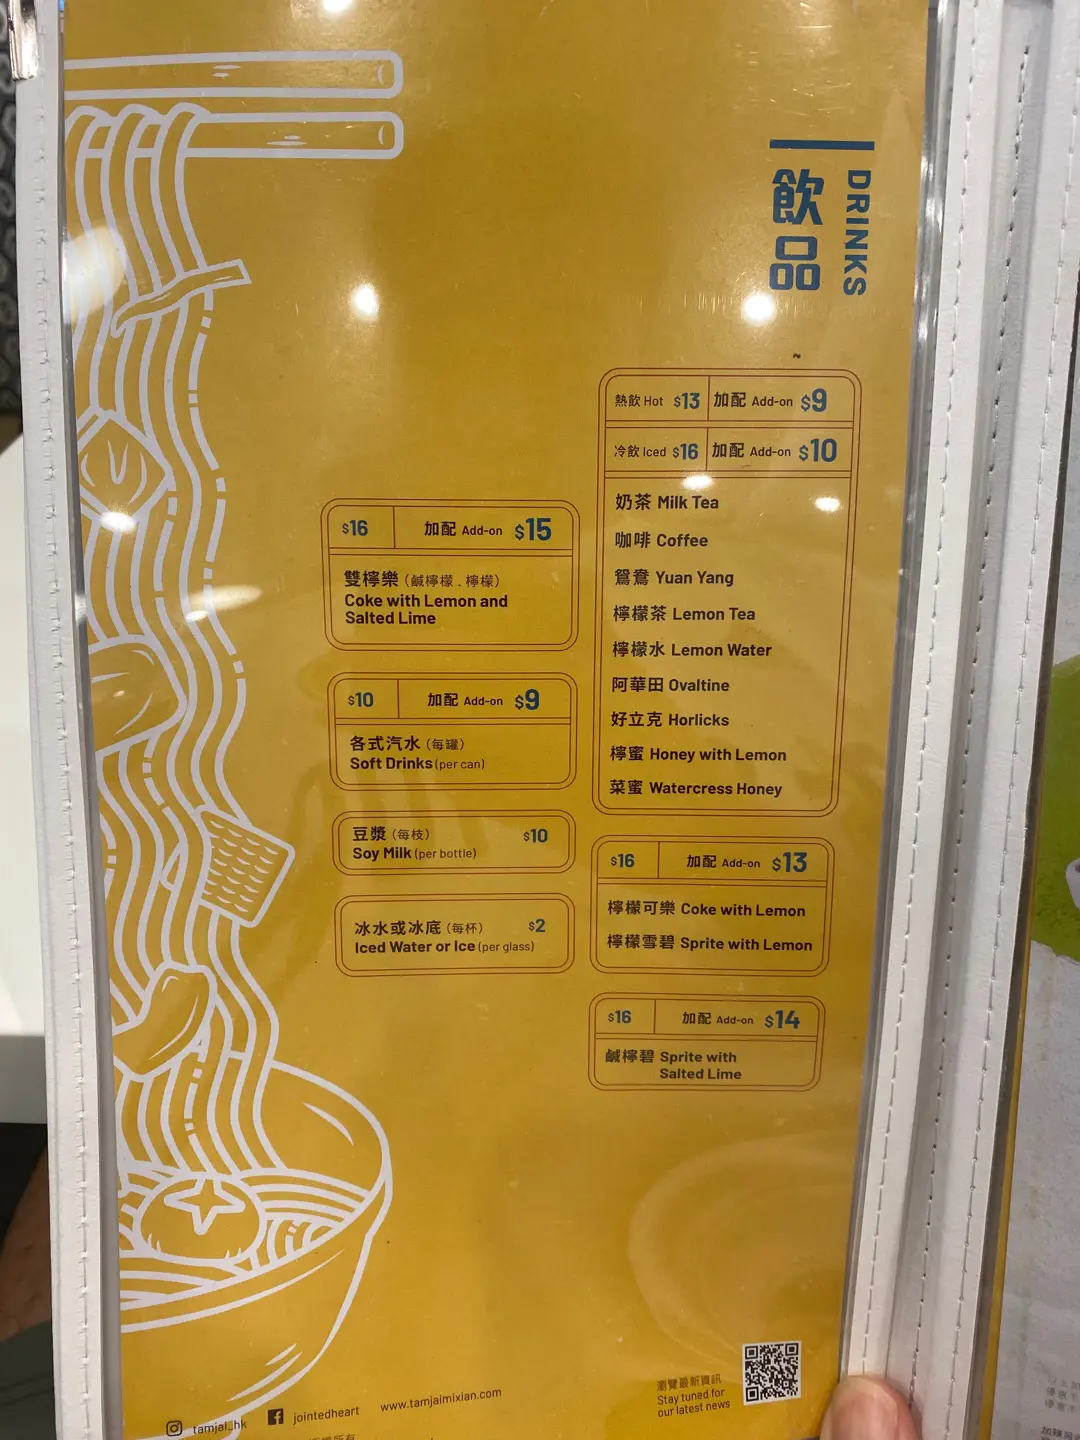 飲品
DRINKS
熱飲 Hot $13 加配 Add-on $9
冷飲 Iced $16 加配 Add-on $10
奶茶 Milk Tea
咖啡 Coffee
鴛鴦 Yuan Yang
檸檬茶 Lemon Tea
檸檬水 Lemon Water
阿華田 Ovaltine
好立克 Horlicks
檸蜜 Honey with Lemon
菜蜜 Watercress Honey
$16 加配 Add-on $13
檸檬可樂 Coke with Lemon
檸檬雪碧 Sprite with Lemon
$16 加配 Add-on $14
鹹檸碧 Sprite with
Salted Lime
$16 加配 Add-on $15
雙檸樂 (鹹檸檬 . 檸檬)
Coke with Lemon and
Salted Lime
$10 加配 Add-on $9
各式汽水 (每罐)
Soft Drinks (per can)
豆漿 (每枝) $10
Soy Milk (per bottle)
冰水或冰底 (每杯) $2
Iced Water or Ice (per glass)
瀏覽最新資訊
Stay tuned for
our latest news
tamjai_hk jointedheart www.tamjaimixian.com